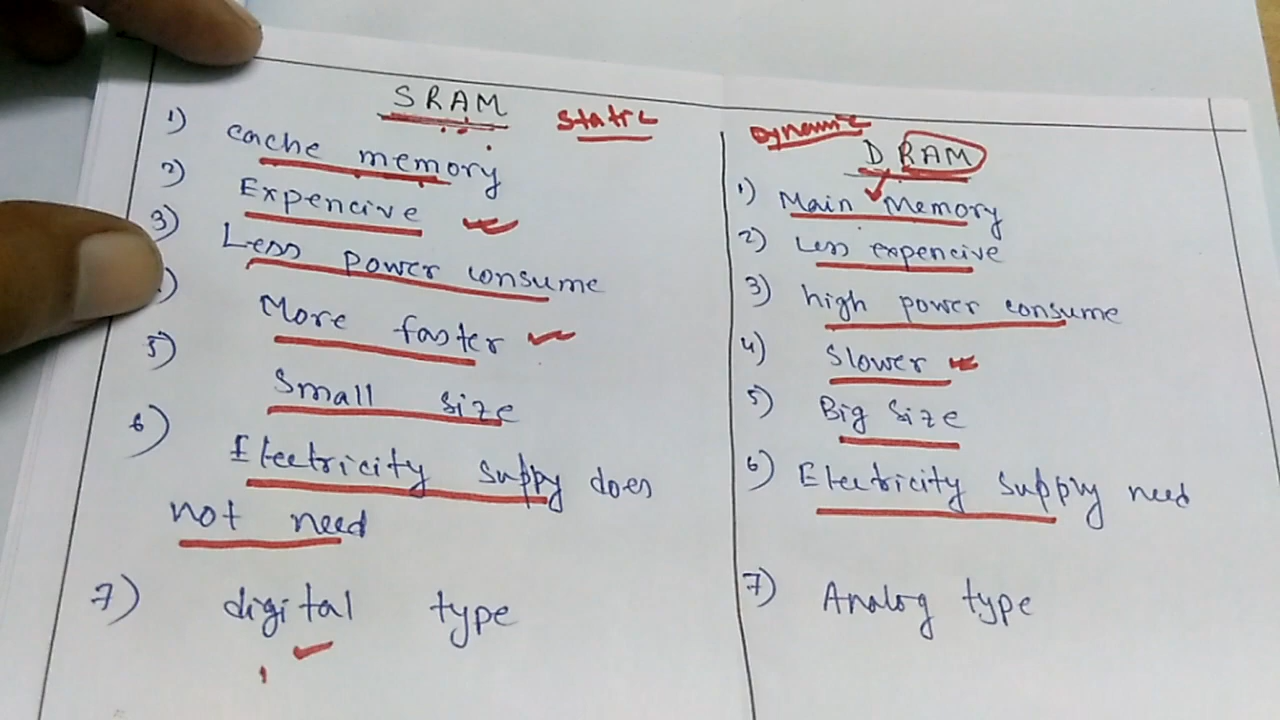 SRAM Static
1) cache memory
2) Expencive
3) Less power consume
) More faster
5) Small size
6) Electricity supply does
not need
7) digital type
Dynamic
DRAM
1) Main Memory
2) Less expencive
3) high power consume
4) Slower
5) Big Size
6) Electricity supply need
7) Analog type